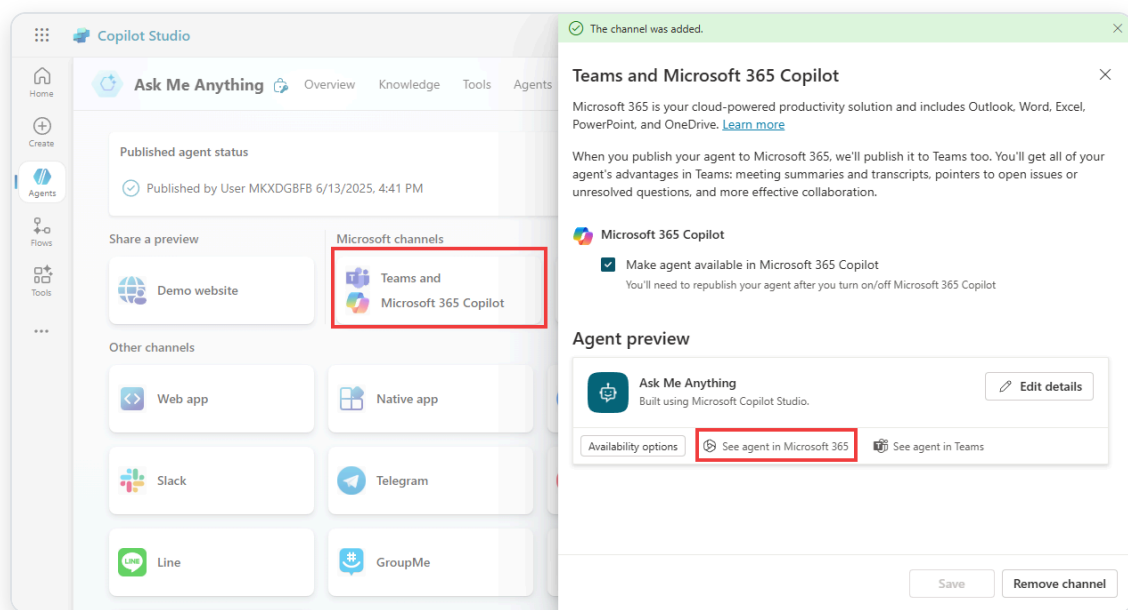 Copilot Studio
Home
Create
Agents
Flows
Tools
Ask Me Anything
Overview
Knowledge
Tools
Agents
Published agent status
Published by User MKXDGBFB 6/13/2025, 4:41 PM
Share a preview
Demo website
Microsoft channels
Teams and
Microsoft 365 Copilot
Other channels
Web app
Native app
Slack
Telegram
LINE
Line
GroupMe
The channel was added.
Teams and Microsoft 365 Copilot
Microsoft 365 is your cloud-powered productivity solution and includes Outlook, Word, Excel,
PowerPoint, and OneDrive. Learn more
When you publish your agent to Microsoft 365, we'll publish it to Teams too. You'll get all of your
agent's advantages in Teams: meeting summaries and transcripts, pointers to open issues or
unresolved questions, and more effective collaboration.
Microsoft 365 Copilot
Make agent available in Microsoft 365 Copilot
You'll need to republish your agent after you turn on/off Microsoft 365 Copilot
Agent preview
Ask Me Anything
Built using Microsoft Copilot Studio.
Edit details
Availability options
See agent in Microsoft 365
See agent in Teams
Save
Remove channel